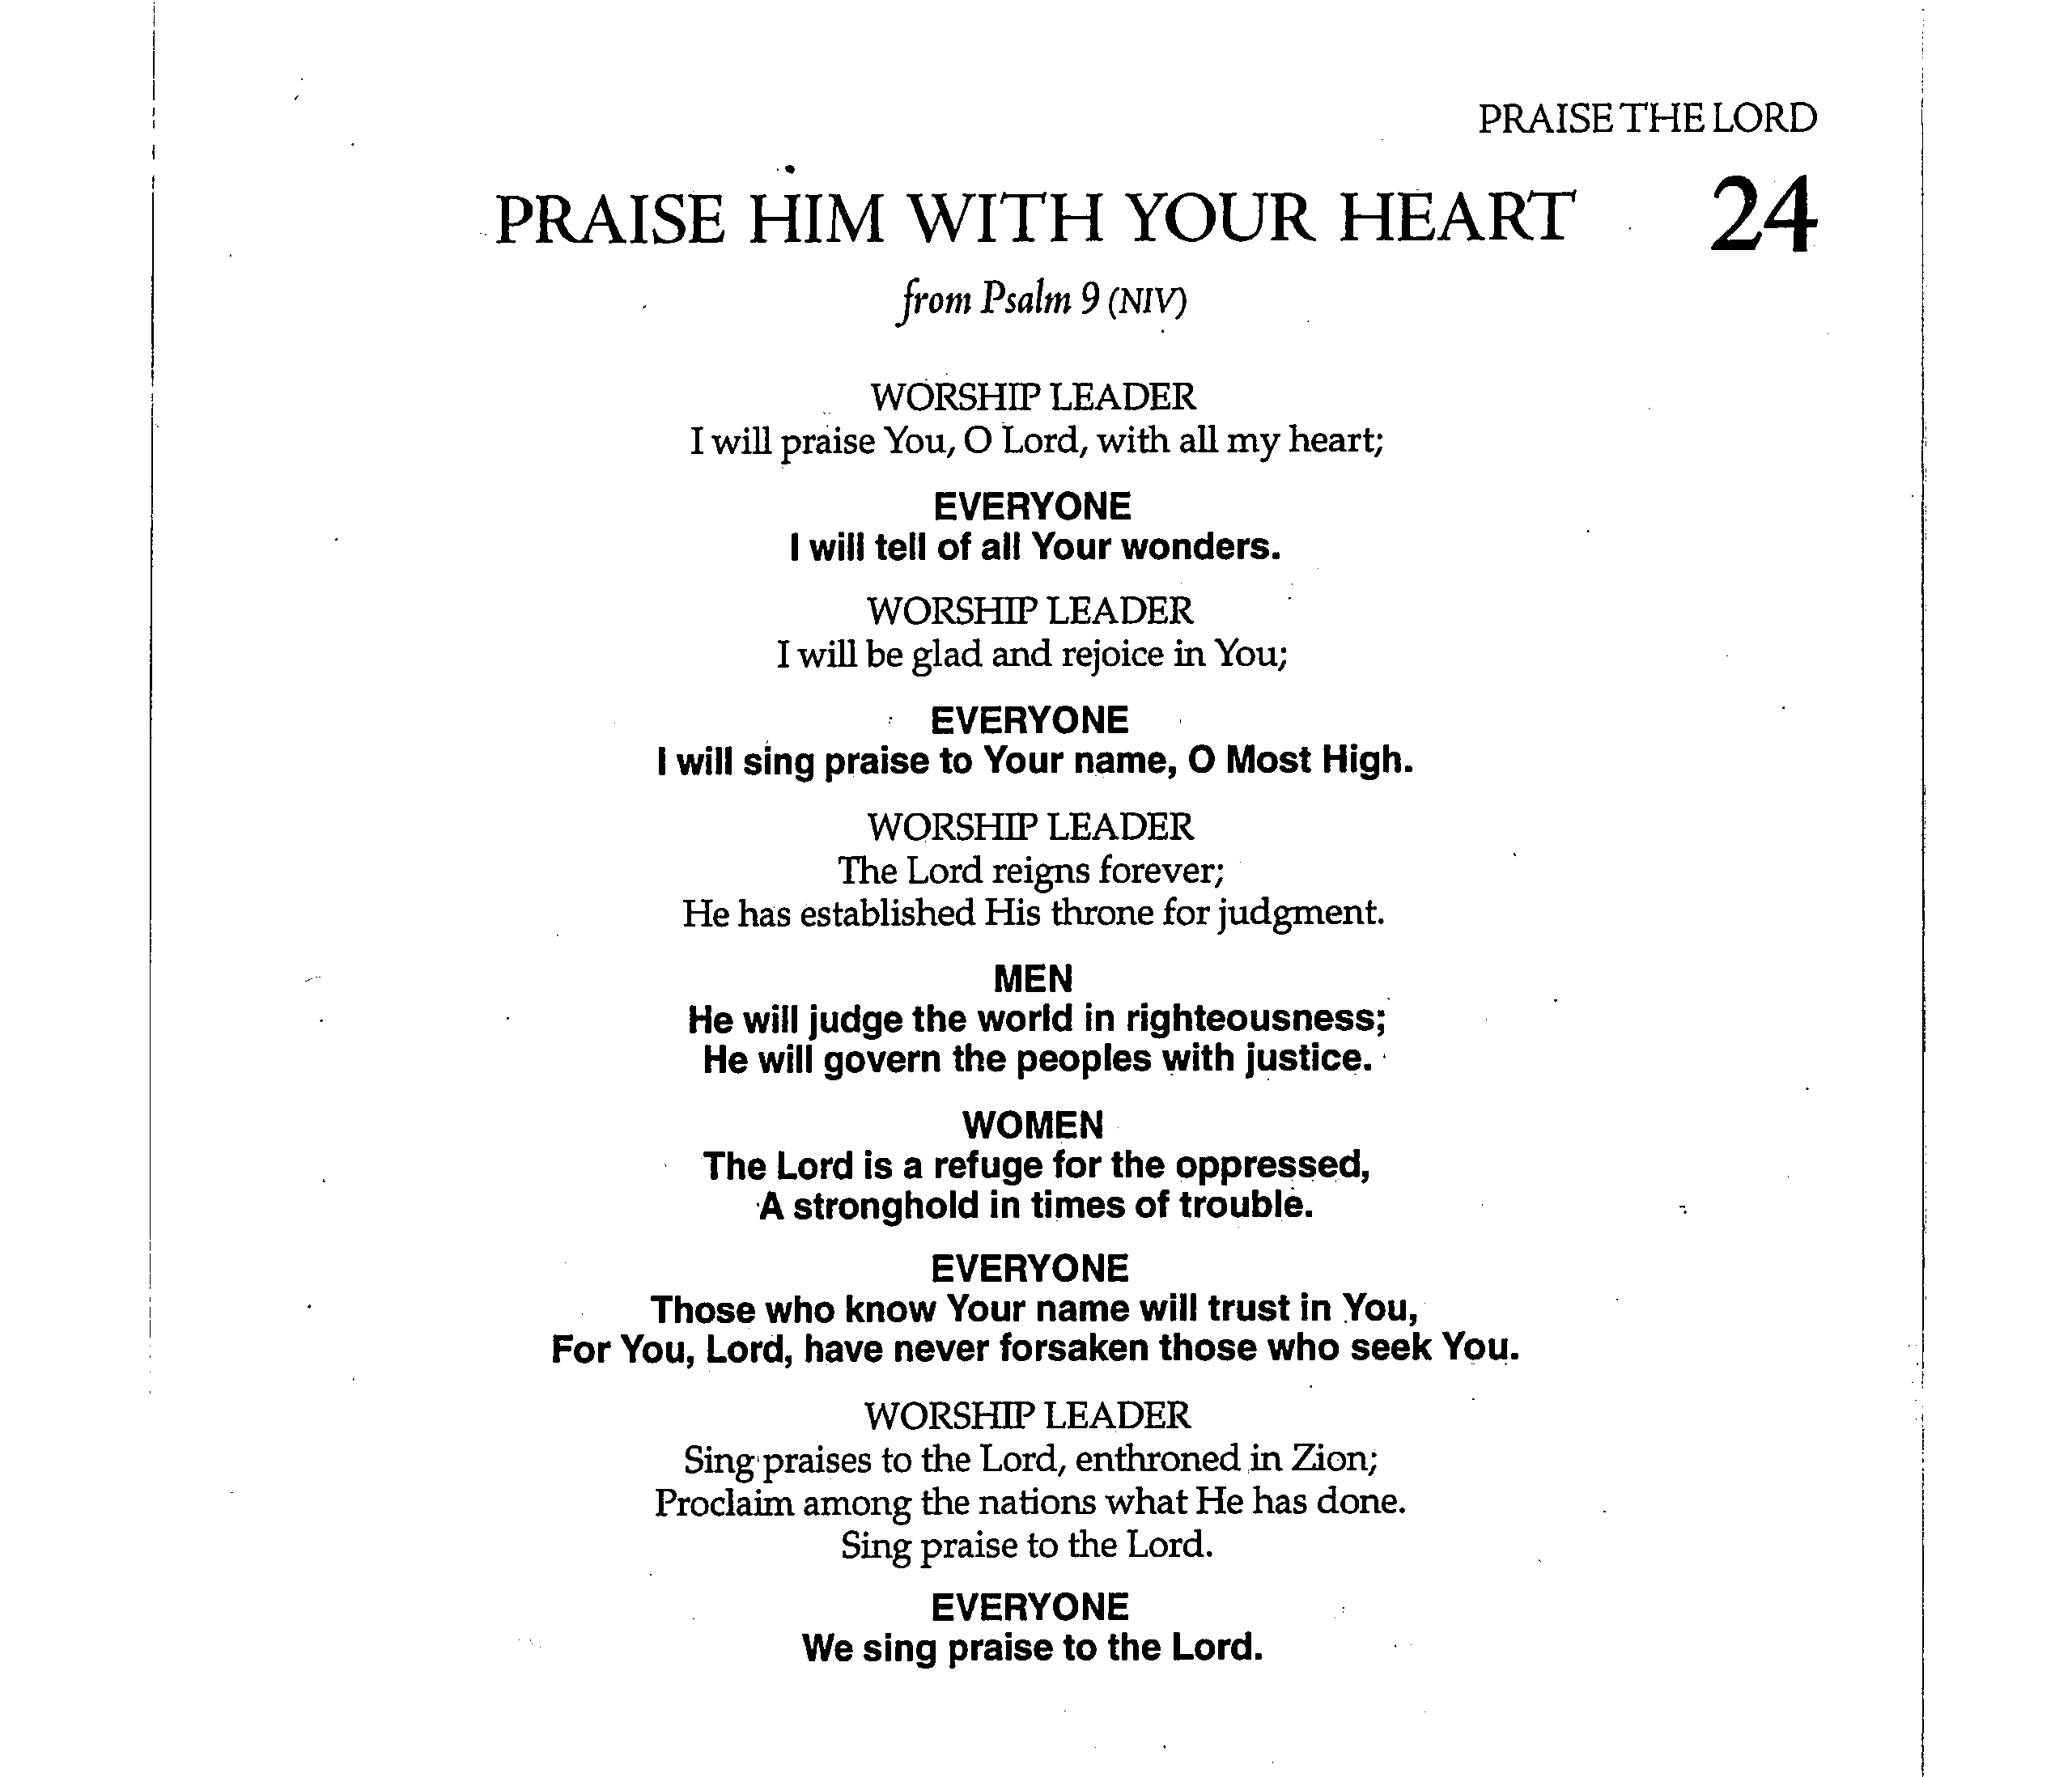 PRAISE THE LORD
PRAISE HIM WITH YOUR HEART 24
from Psalm 9 (NIV)
WORSHIP LEADER
I will praise You, O Lord, with all my heart;
EVERYONE
I will tell of all Your wonders.
WORSHIP LEADER
I will be glad and rejoice in You;
EVERYONE
I will sing praise to Your name, O Most High.
WORSHIP LEADER
The Lord reigns forever;
He has established His throne for judgment.
MEN
He will judge the world in righteousness;
He will govern the peoples with justice.
WOMEN
The Lord is a refuge for the oppressed,
A stronghold in times of trouble.
EVERYONE
Those who know Your name will trust in You,
For You, Lord, have never forsaken those who seek You.
WORSHIP LEADER
Sing praises to the Lord, enthroned in Zion;
Proclaim among the nations what He has done.
Sing praise to the Lord.
EVERYONE
We sing praise to the Lord.